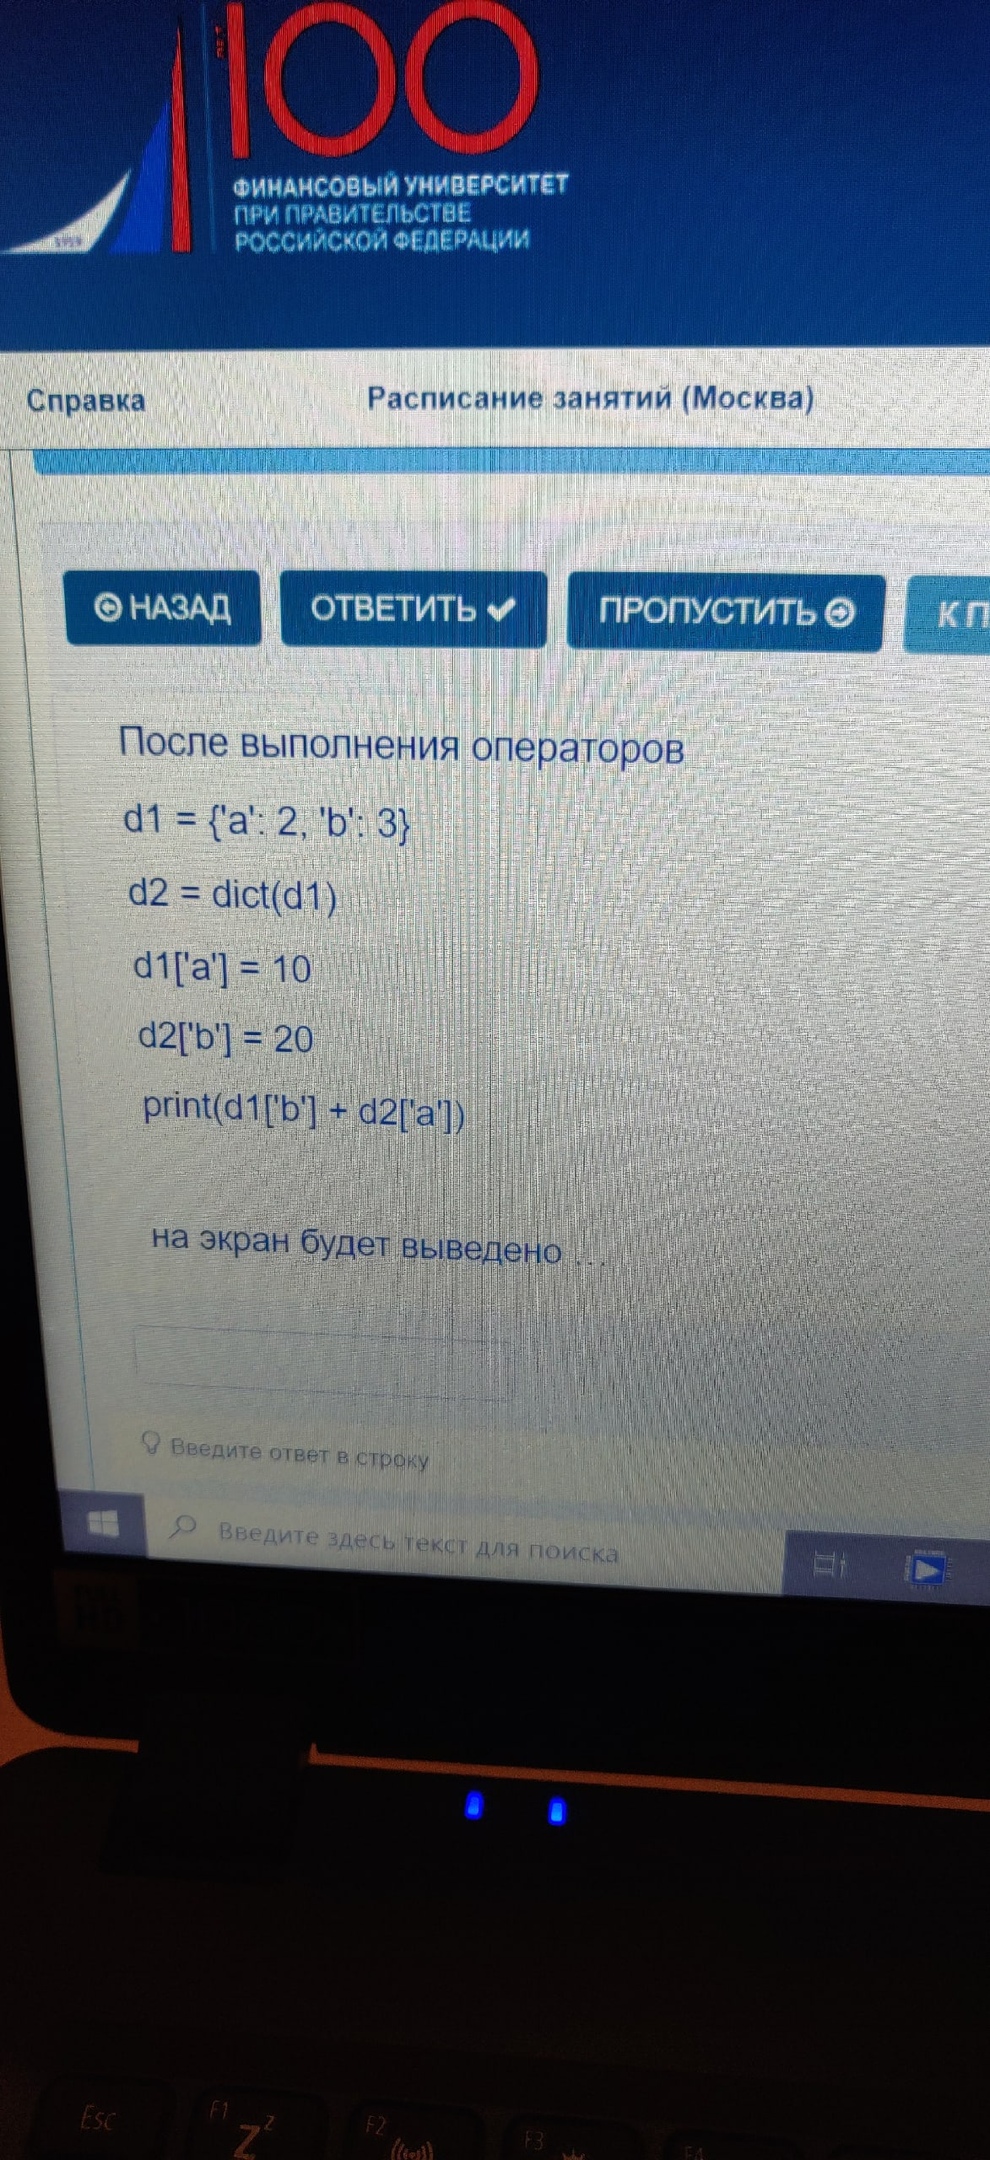 100
ФИНАНСОВЫЙ УНИВЕРСИТЕТ
ПРИ ПРАВИТЕЛЬСТВЕ
РОССИЙСКОЙ ФЕДЕРАЦИИ
Справка Расписание занятий (Москва)
НАЗАД ОТВЕТИТЬ ПРОПУСТИТЬ К П
После выполнения операторов
d1 = {'a': 2, 'b': 3}
d2 = dict(d1)
d1['a'] = 10
d2['b'] = 20
print(d1['b'] + d2['a'])
на экран будет выведено ...
Введите ответ в строку
Введите здесь текст для поиска
Esc F1 Zz F2 F3 F4